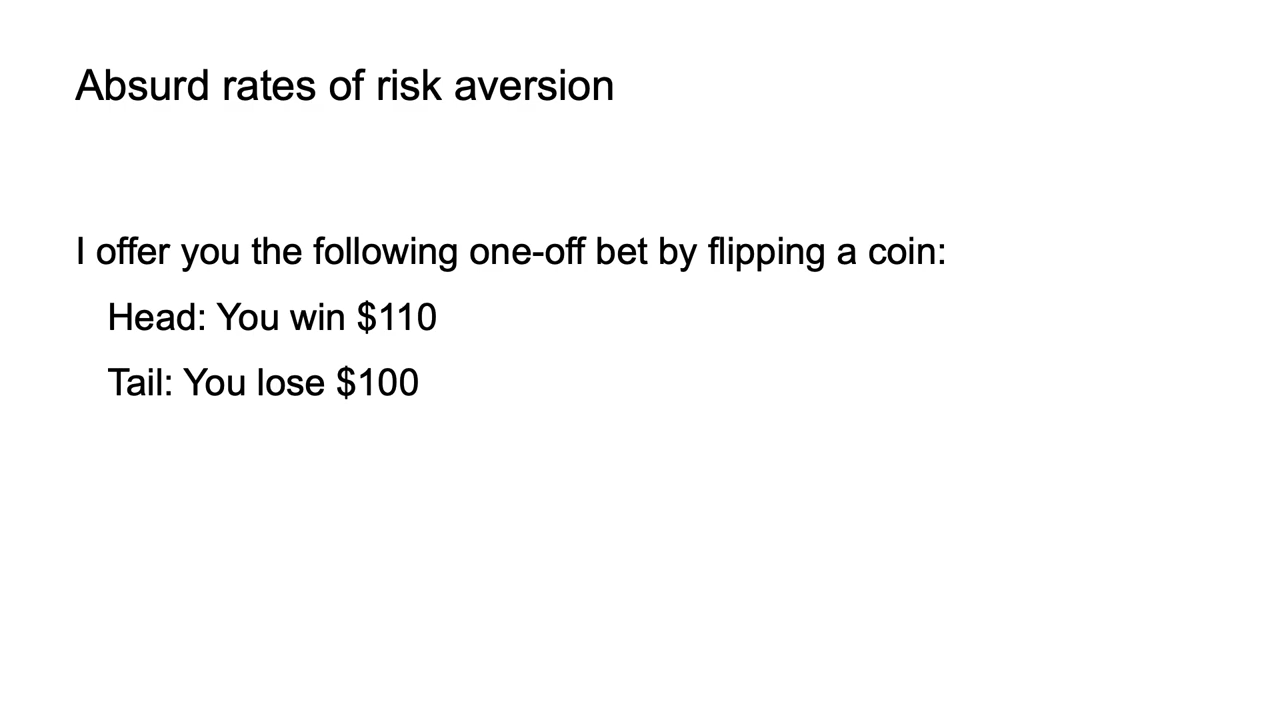 Absurd rates of risk aversion
I offer you the following one-off bet by flipping a coin:
Head: You win $110
Tail: You lose $100